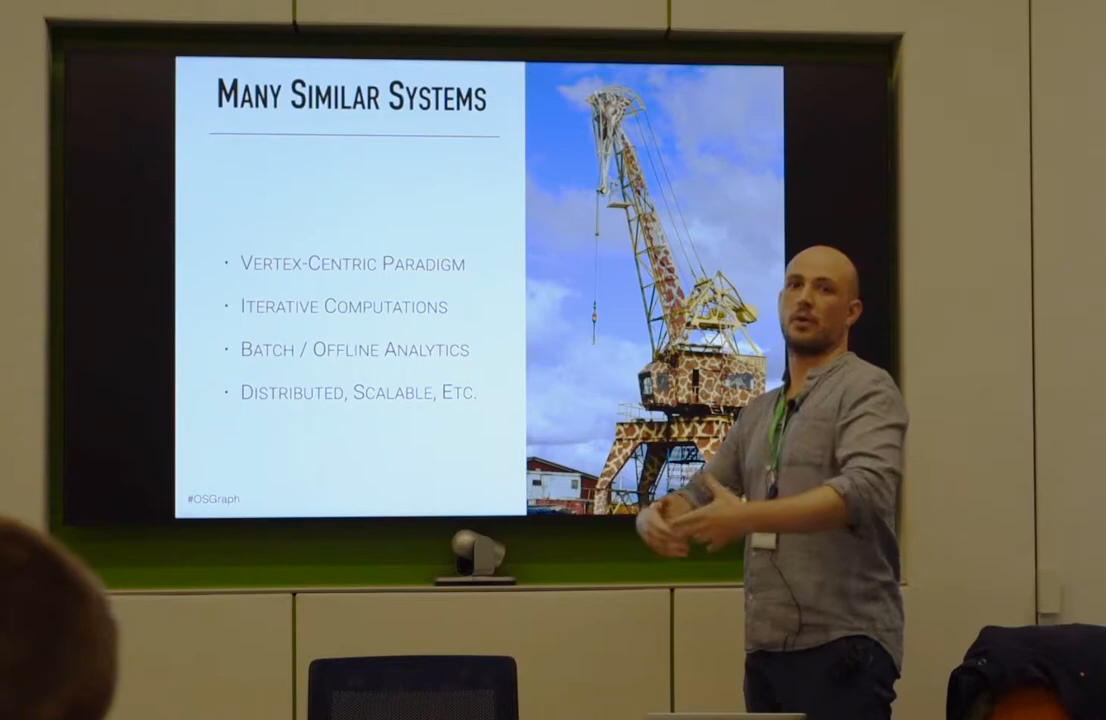 MANY SIMILAR SYSTEMS
· VERTEX-CENTRIC PARADIGM
· ITERATIVE COMPUTATIONS
· BATCH / OFFLINE ANALYTICS
· DISTRIBUTED, SCALABLE, ETC.
#OSGraph